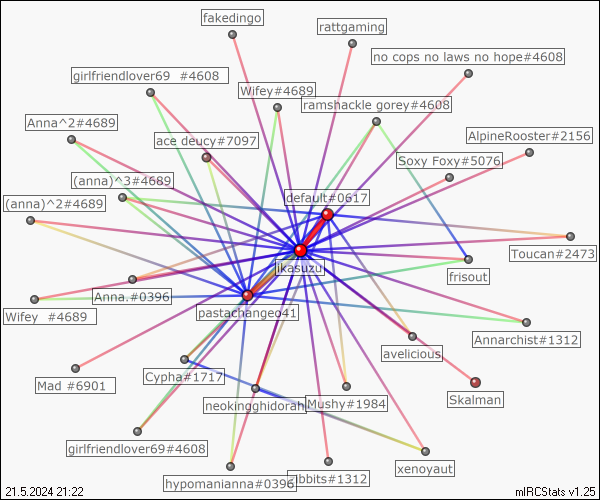 fakedingo
rattgaming
no cops no laws no hope#4608
girlfriendlover69 #4608
Wifey#4689
ramshackle gorey#4608
Anna^2#4689
ace deucy#7097
AlpineRooster#2156
Soxy Foxy#5076
(anna)^3#4689
default#0617
(anna)^2#4689
Toucan#2473
jkasuzu
frisout
Anna.#0396
pastachangeo41
Wifey #4689
Annarchist#1312
avelicious
Cypha#1717
Mad #6901
Skalman
neokingghidorah
Mushy#1984
girlfriendlover69#4608
xenoyaut
hypomanianna#0396
ibbits#1312
21.5.2024 21:22
mIRCStats v1.25